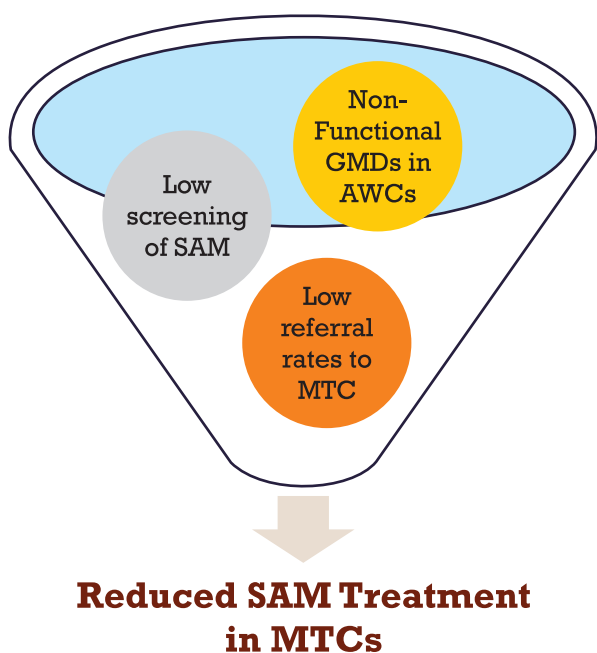 Non-
Functional
GMDs in
AWCs
Low
screening
of SAM
Low
referral
rates to
MTC
Reduced SAM Treatment
in MTCs